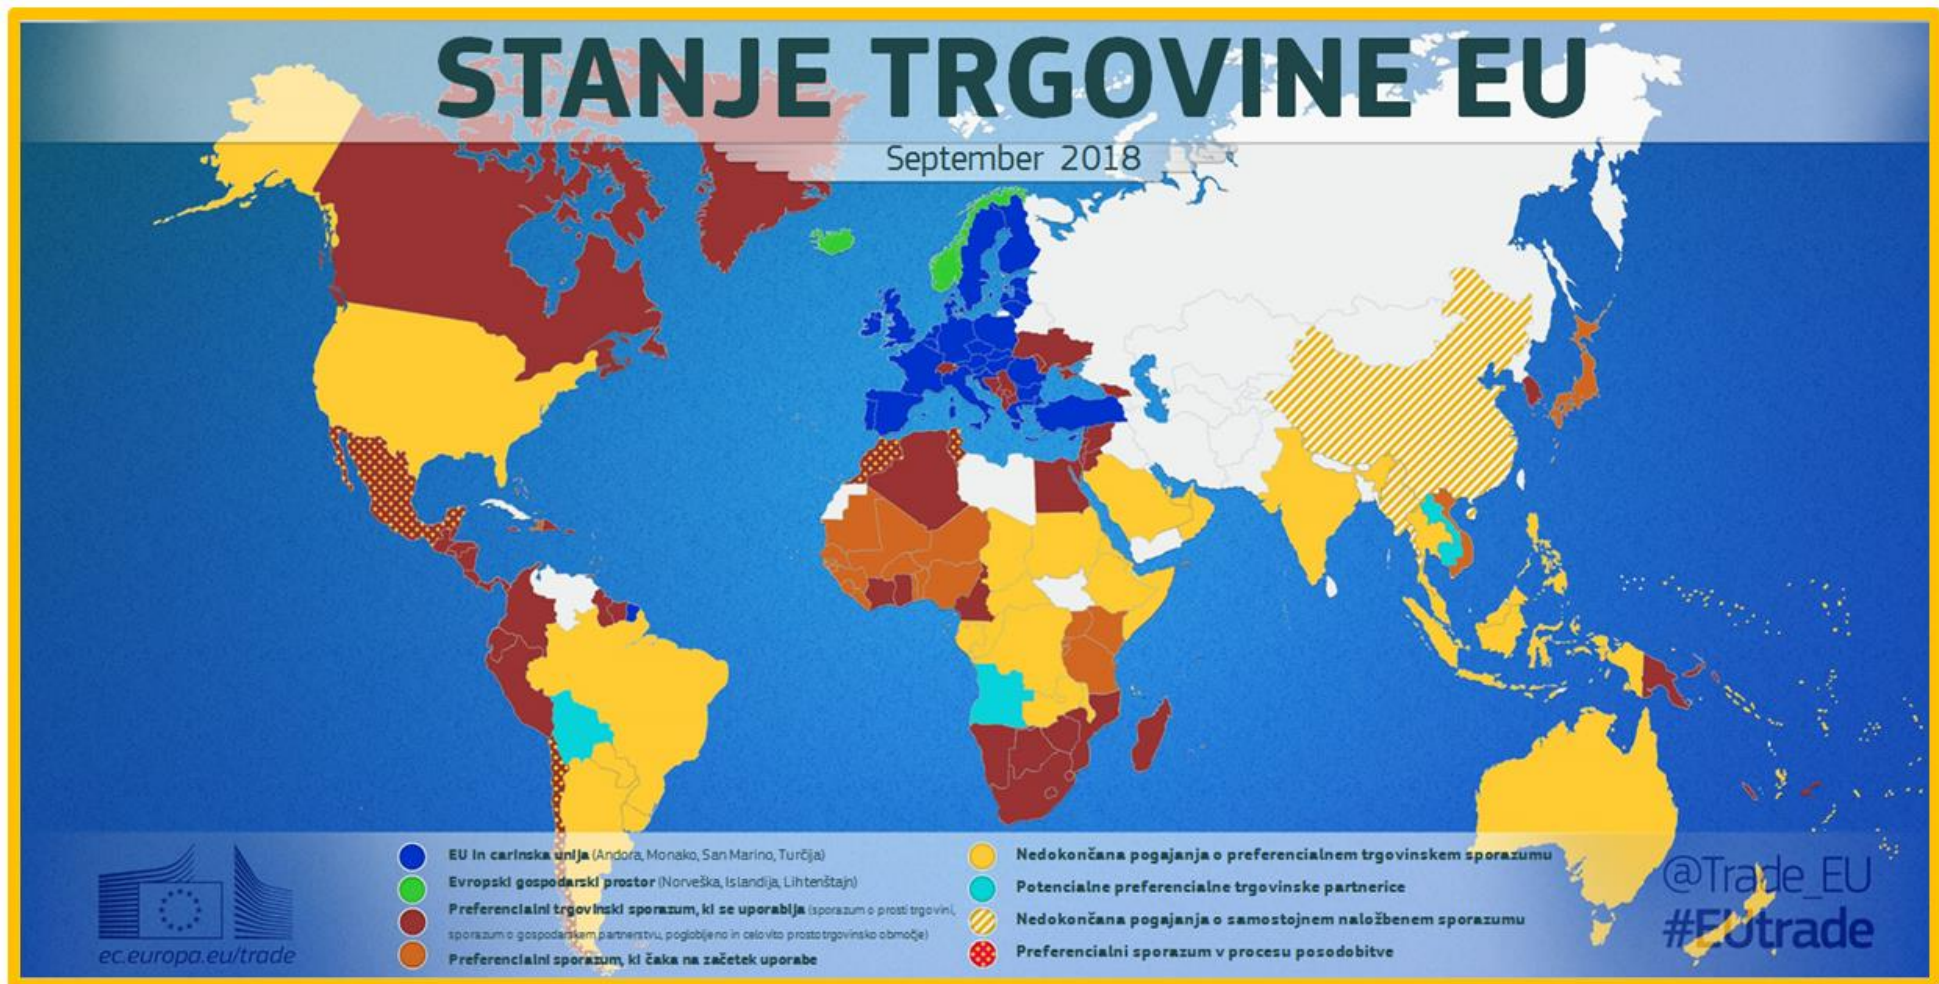 STANJE TRGOVINE EU
September 2018
EU in carinska unija (Andora, Monako, San Marino, Turčija)
Evropski gospodarski prostor (Norveška, Islandija, Lihtenštajn)
Preferencialni trgovinski sporazum, ki se uporablja (sporazum o prosti trgovini,
sporazum o gospodarskem partnerstvu, poglobljeno in celovito prostotrgovinsko območje)
Preferencialni sporazum, ki čaka na začetek uporabe
Nedokončana pogajanja o preferencialnem trgovinskem sporazumu
Potencialne preferencialne trgovinske partnerice
Nedokončana pogajanja o samostojnem naložbenem sporazumu
Preferencialni sporazum v procesu posodobitve
ec.europa.eu/trade
@Trade_EU
#EUtrade